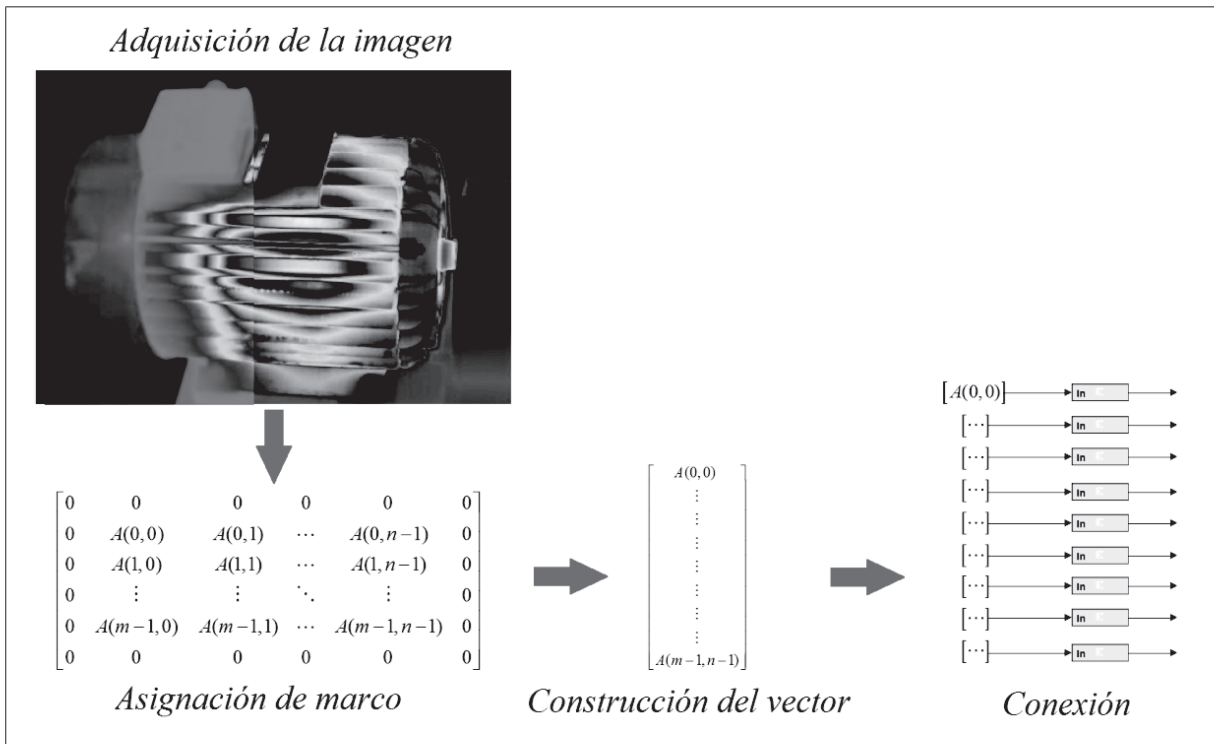 Adquisición de la imagen
0 0 0 0 0 0
0 A(0,0) A(0,1) ⋯ A(0,n−1) 0
0 A(1,0) A(1,1) ⋯ A(1,n−1) 0
0 ⋮ ⋮ ⋱ ⋮ 0
0 A(m−1,0) A(m−1,1) ⋯ A(m−1,n−1) 0
0 0 0 0 0 0
Asignación de marco
A(0,0)
⋮
⋮
⋮
⋮
⋮
⋮
A(m−1,n−1)
Construcción del vector
[A(0,0)] In
[⋯] In
[⋯] In
[⋯] In
[⋯] In
[⋯] In
[⋯] In
[⋯] In
[⋯] In
Conexión